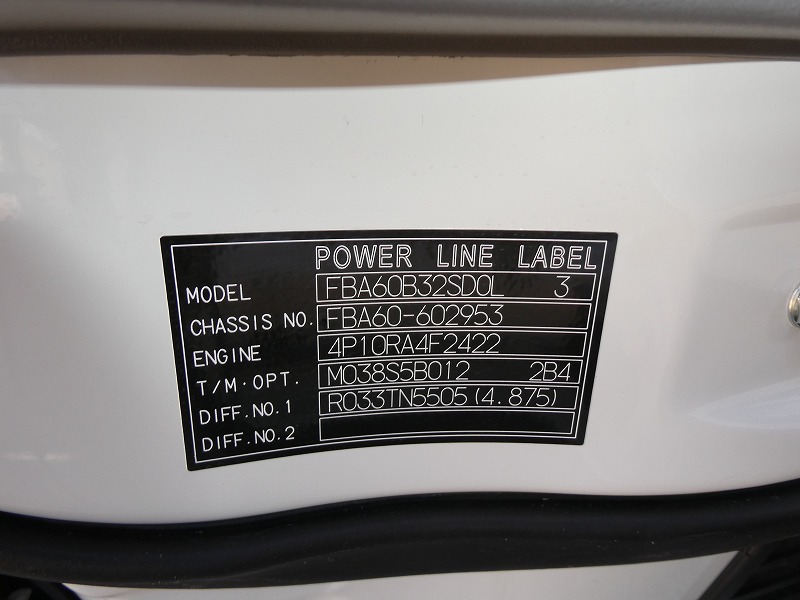 POWER LINE LABEL
MODEL FBA60B32SD0L 3
CHASSIS NO. FBA60-602953
ENGINE 4P10RA4F2422
T/M·OPT. M038S5B012 2B4
DIFF.NO.1 R033TN5505(4.875)
DIFF.NO.2